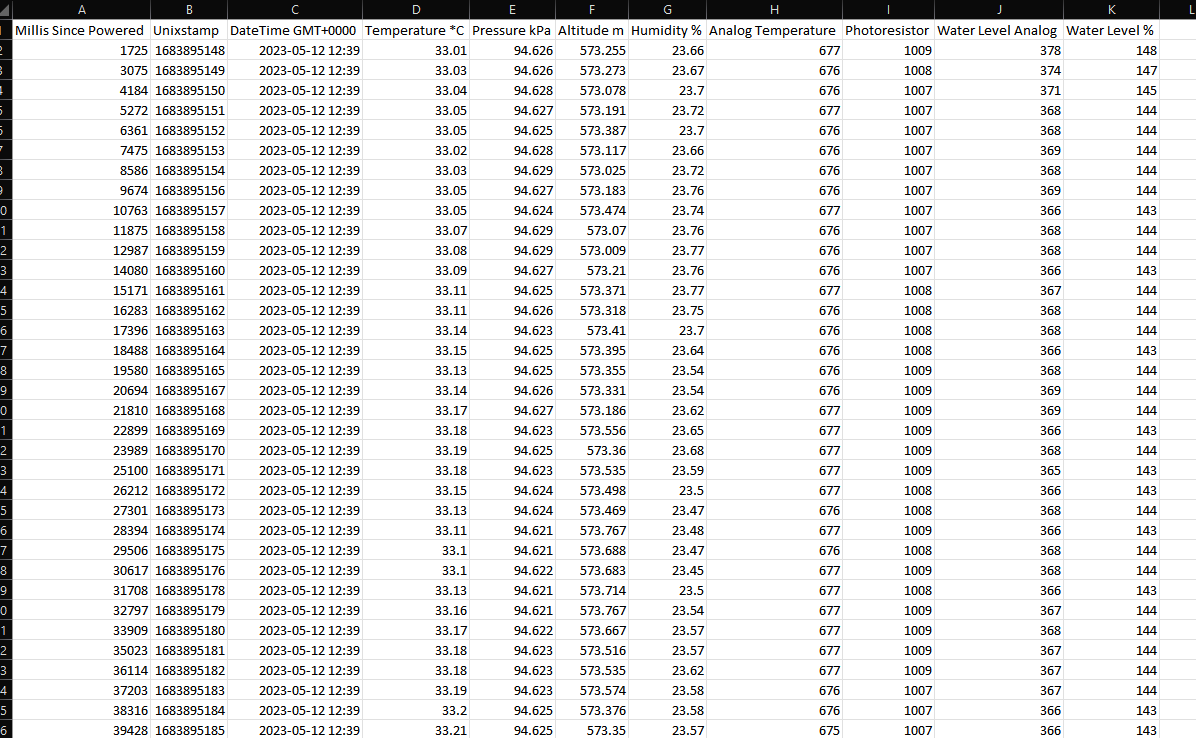 A B C D E F G H I J K L
1 Millis Since Powered Unixstamp DateTime GMT+0000 Temperature *C Pressure kPa Altitude m Humidity % Analog Temperature Photoresistor Water Level Analog Water Level %
2 1725 1683895148 2023-05-12 12:39 33.01 94.626 573.255 23.66 677 1009 378 148
3 3075 1683895149 2023-05-12 12:39 33.03 94.626 573.273 23.67 676 1008 374 147
4 4184 1683895150 2023-05-12 12:39 33.04 94.628 573.078 23.7 676 1007 371 145
5 5272 1683895151 2023-05-12 12:39 33.05 94.627 573.191 23.72 677 1007 368 144
6 6361 1683895152 2023-05-12 12:39 33.05 94.625 573.387 23.7 676 1007 368 144
7 7475 1683895153 2023-05-12 12:39 33.02 94.628 573.117 23.66 676 1007 369 144
8 8586 1683895154 2023-05-12 12:39 33.03 94.629 573.025 23.72 676 1007 368 144
9 9674 1683895156 2023-05-12 12:39 33.05 94.627 573.183 23.76 676 1007 369 144
0 10763 1683895157 2023-05-12 12:39 33.05 94.624 573.474 23.74 677 1007 366 143
1 11875 1683895158 2023-05-12 12:39 33.07 94.629 573.07 23.76 676 1007 368 144
2 12987 1683895159 2023-05-12 12:39 33.08 94.629 573.009 23.77 676 1007 368 144
3 14080 1683895160 2023-05-12 12:39 33.09 94.627 573.21 23.76 676 1007 366 143
4 15171 1683895161 2023-05-12 12:39 33.11 94.625 573.371 23.77 677 1008 367 144
5 16283 1683895162 2023-05-12 12:39 33.11 94.626 573.318 23.75 676 1008 368 144
6 17396 1683895163 2023-05-12 12:39 33.14 94.623 573.41 23.7 676 1008 368 144
7 18488 1683895164 2023-05-12 12:39 33.15 94.625 573.395 23.64 676 1008 366 143
8 19580 1683895165 2023-05-12 12:39 33.13 94.625 573.355 23.54 676 1009 368 144
9 20694 1683895167 2023-05-12 12:39 33.14 94.626 573.331 23.54 676 1009 369 144
0 21810 1683895168 2023-05-12 12:39 33.17 94.627 573.186 23.62 677 1009 369 144
1 22899 1683895169 2023-05-12 12:39 33.18 94.623 573.556 23.65 677 1009 366 143
2 23989 1683895170 2023-05-12 12:39 33.19 94.625 573.36 23.68 677 1009 368 144
3 25100 1683895171 2023-05-12 12:39 33.18 94.623 573.535 23.59 677 1009 365 143
4 26212 1683895172 2023-05-12 12:39 33.15 94.624 573.498 23.5 677 1008 366 143
5 27301 1683895173 2023-05-12 12:39 33.13 94.624 573.469 23.47 676 1008 368 144
6 28394 1683895174 2023-05-12 12:39 33.11 94.621 573.767 23.48 677 1009 366 143
7 29506 1683895175 2023-05-12 12:39 33.1 94.621 573.688 23.47 676 1008 368 144
8 30617 1683895176 2023-05-12 12:39 33.1 94.622 573.683 23.45 677 1009 368 144
9 31708 1683895178 2023-05-12 12:39 33.13 94.621 573.714 23.5 677 1008 366 143
0 32797 1683895179 2023-05-12 12:39 33.16 94.621 573.767 23.54 677 1009 367 144
1 33909 1683895180 2023-05-12 12:39 33.17 94.622 573.667 23.57 677 1009 368 144
2 35023 1683895181 2023-05-12 12:39 33.18 94.623 573.516 23.57 677 1009 367 144
3 36114 1683895182 2023-05-12 12:39 33.18 94.623 573.535 23.62 677 1009 367 144
4 37203 1683895183 2023-05-12 12:39 33.19 94.623 573.574 23.58 676 1007 367 144
5 38316 1683895184 2023-05-12 12:39 33.2 94.625 573.376 23.58 676 1007 366 143
6 39428 1683895185 2023-05-12 12:39 33.21 94.625 573.35 23.57 675 1007 366 143